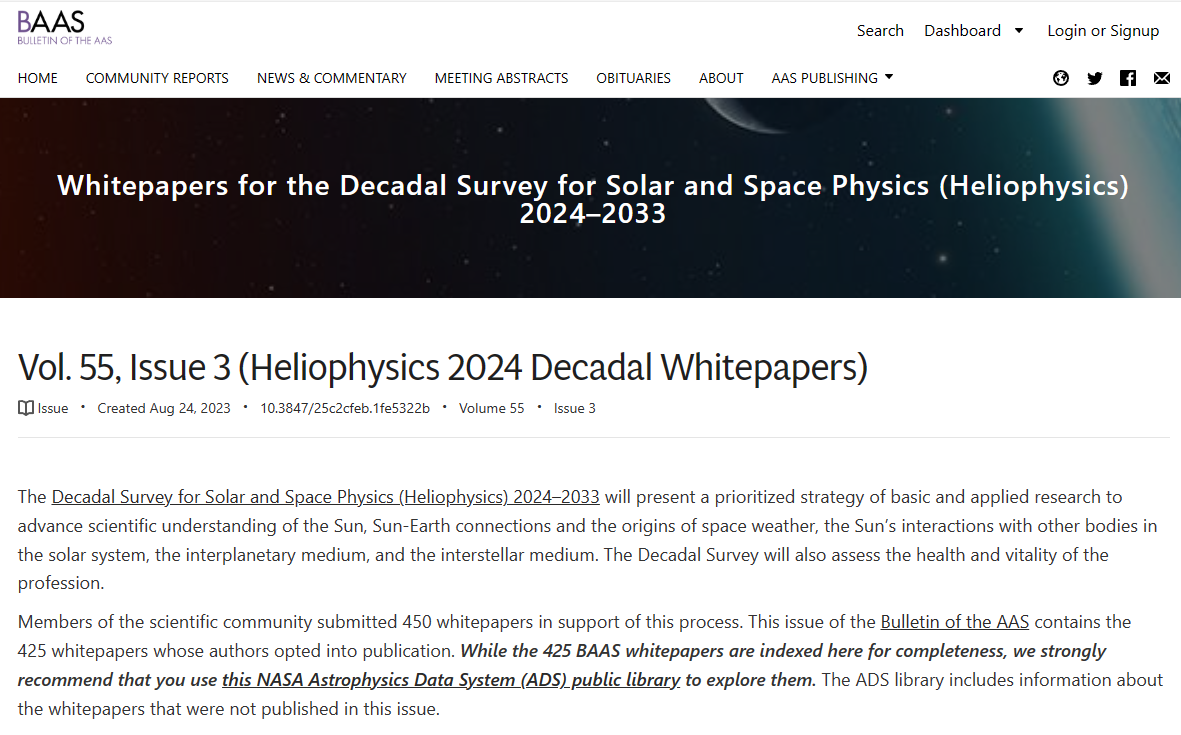 BAAS
BULLETIN OF THE AAS
Search Dashboard Login or Signup
HOME COMMUNITY REPORTS NEWS & COMMENTARY MEETING ABSTRACTS OBITUARIES ABOUT AAS PUBLISHING
Whitepapers for the Decadal Survey for Solar and Space Physics (Heliophysics)
2024–2033
Vol. 55, Issue 3 (Heliophysics 2024 Decadal Whitepapers)
Issue • Created Aug 24, 2023 • 10.3847/25c2cfeb.1fe5322b • Volume 55 • Issue 3
The Decadal Survey for Solar and Space Physics (Heliophysics) 2024–2033 will present a prioritized strategy of basic and applied research to
advance scientific understanding of the Sun, Sun-Earth connections and the origins of space weather, the Sun’s interactions with other bodies in
the solar system, the interplanetary medium, and the interstellar medium. The Decadal Survey will also assess the health and vitality of the
profession.
Members of the scientific community submitted 450 whitepapers in support of this process. This issue of the Bulletin of the AAS contains the
425 whitepapers whose authors opted into publication. While the 425 BAAS whitepapers are indexed here for completeness, we strongly
recommend that you use this NASA Astrophysics Data System (ADS) public library to explore them. The ADS library includes information about
the whitepapers that were not published in this issue.